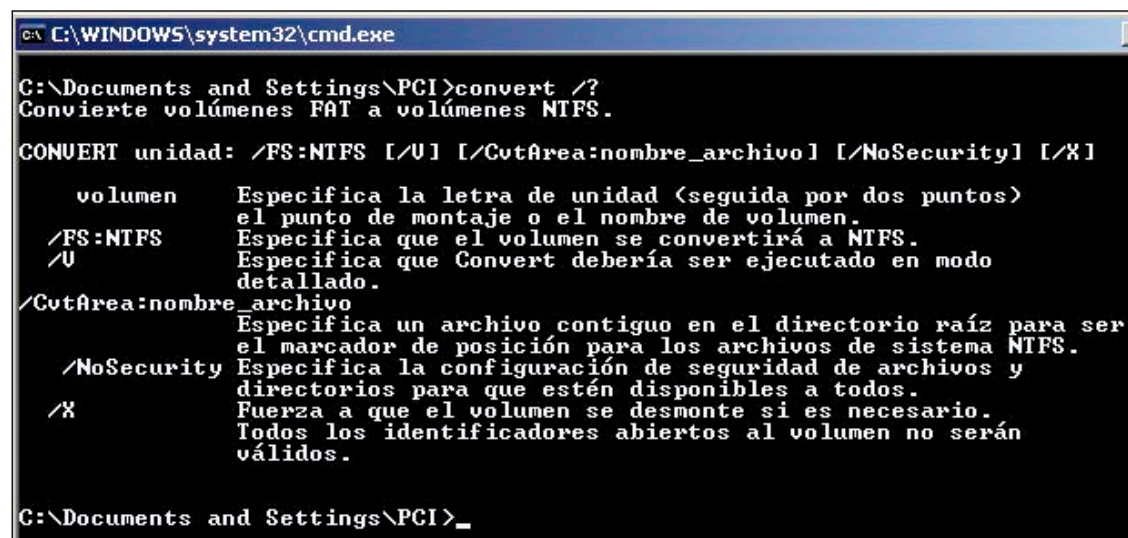 C:\WINDOWS\system32\cmd.exe
C:\Documents and Settings\PCI>convert /?
Convierte volúmenes FAT a volúmenes NTFS.
CONVERT unidad: /FS:NTFS [/V] [/CvtArea:nombre_archivo] [/NoSecurity] [/X]
volumen Especifica la letra de unidad (seguida por dos puntos)
el punto de montaje o el nombre de volumen.
/FS:NTFS Especifica que el volumen se convertirá a NTFS.
/V Especifica que Convert debería ser ejecutado en modo
detallado.
/CvtArea:nombre_archivo
Especifica un archivo contiguo en el directorio raíz para ser
el marcador de posición para los archivos de sistema NTFS.
/NoSecurity Especifica la configuración de seguridad de archivos y
directorios para que estén disponibles a todos.
/X Fuerza a que el volumen se desmonte si es necesario.
Todos los identificadores abiertos al volumen no serán
válidos.
C:\Documents and Settings\PCI>_